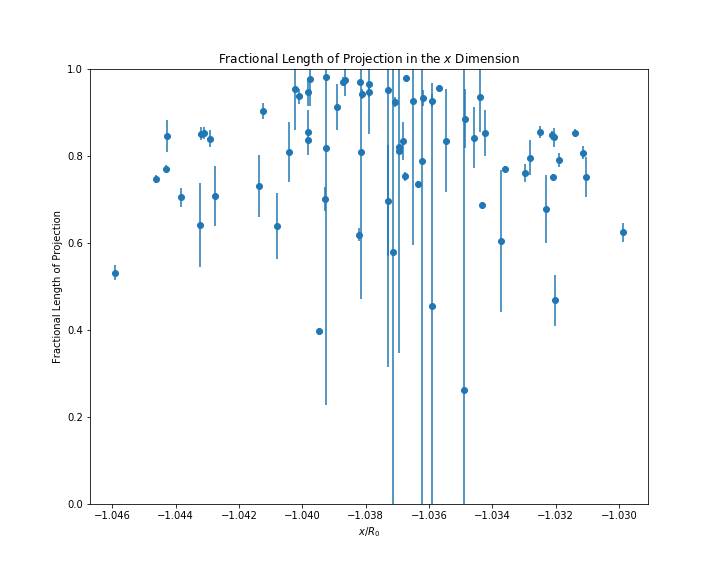 Fractional Length of Projection in the x Dimension
Fractional Length of Projection
1.0
0.8
0.6
0.4
0.2
0.0
−1.046 −1.044 −1.042 −1.040 −1.038 −1.036 −1.034 −1.032 −1.030
x/R₀